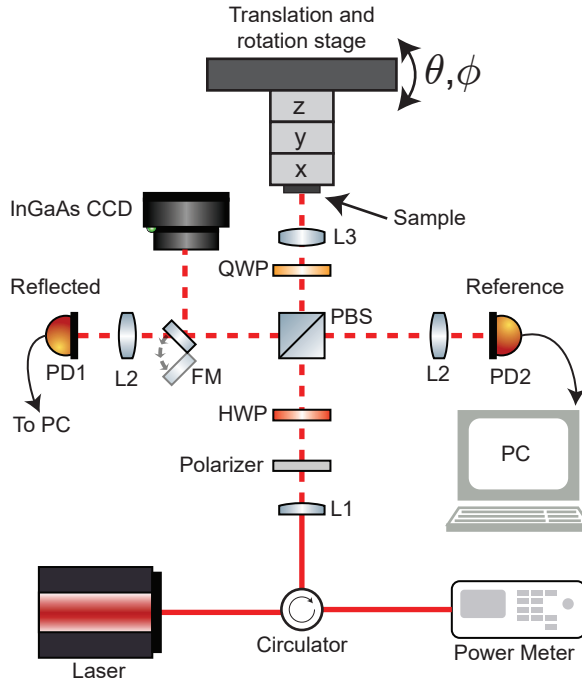 Translation and
rotation stage
θ,ϕ
z
y
x
InGaAs CCD
Sample
L3
QWP
Reflected
PBS
Reference
PD1
L2
FM
L2
PD2
To PC
HWP
PC
Polarizer
L1
Circulator
Power Meter
Laser